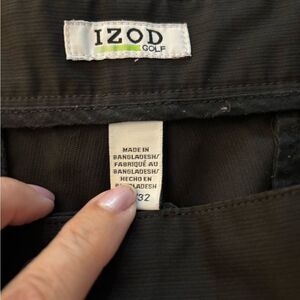 IZOD
GOLF
MADE IN
BANGLADESH/
FABRIQUÉ AU
BANGLADESH/
HECHO EN
BANGLADESH
/32